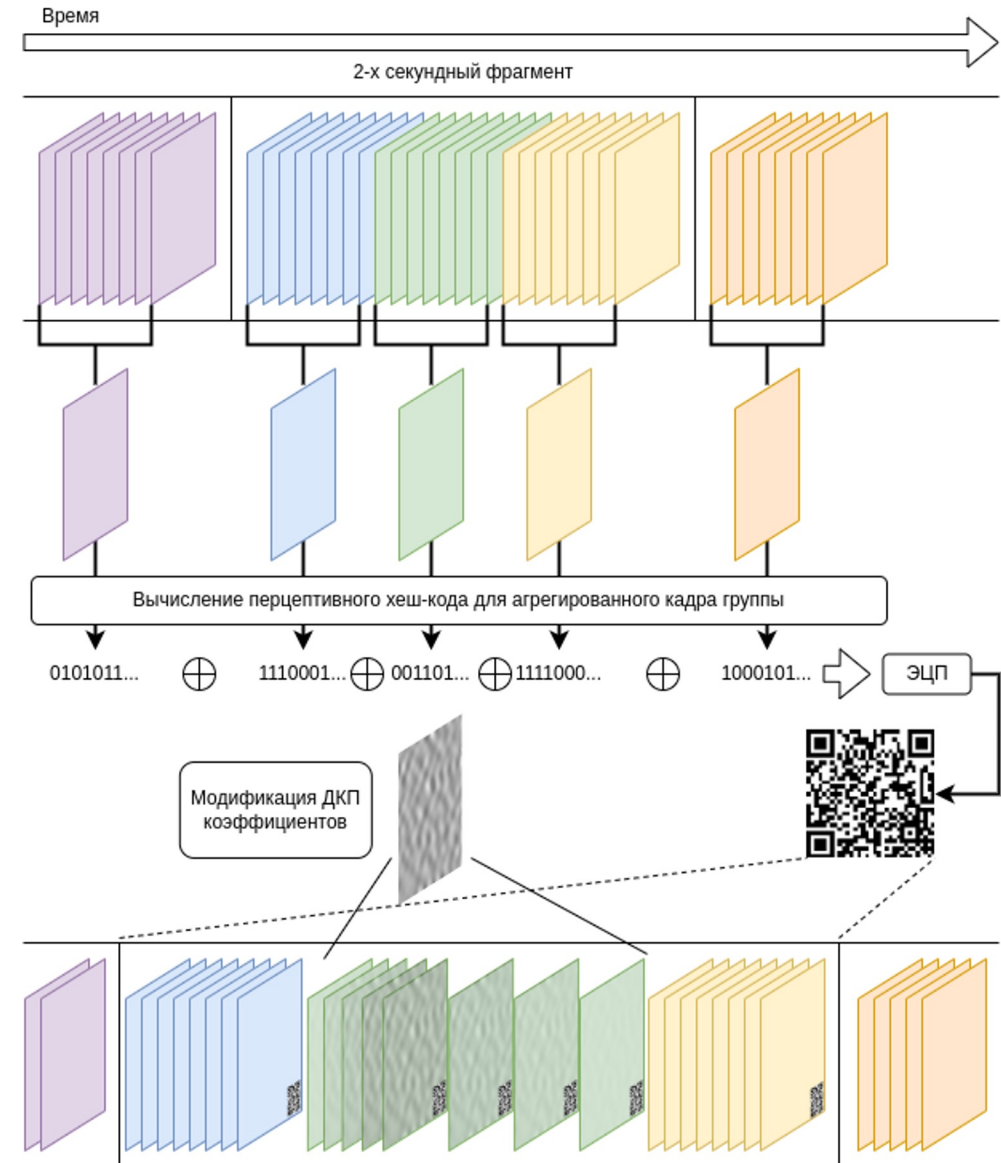 Время
2-х секундный фрагмент
Вычисление перцептивного хеш-кода для агрегированного кадра группы
0101011... 1110001... 001101... 1111000... 1000101... ЭЦП
Модификация ДКП
коэффициентов